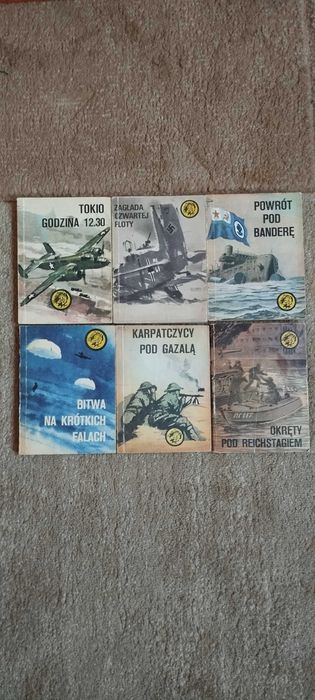 TOKIO
GODZINA 12.30
ZAGŁADA
CZWARTEJ
FLOTY
POWRÓT
POD
BANDERĘ
BITWA
NA KRÓTKICH
FALACH
KARPATCZYCY
POD GAZALĄ
OKRĘTY
POD REICHSTAGIEM